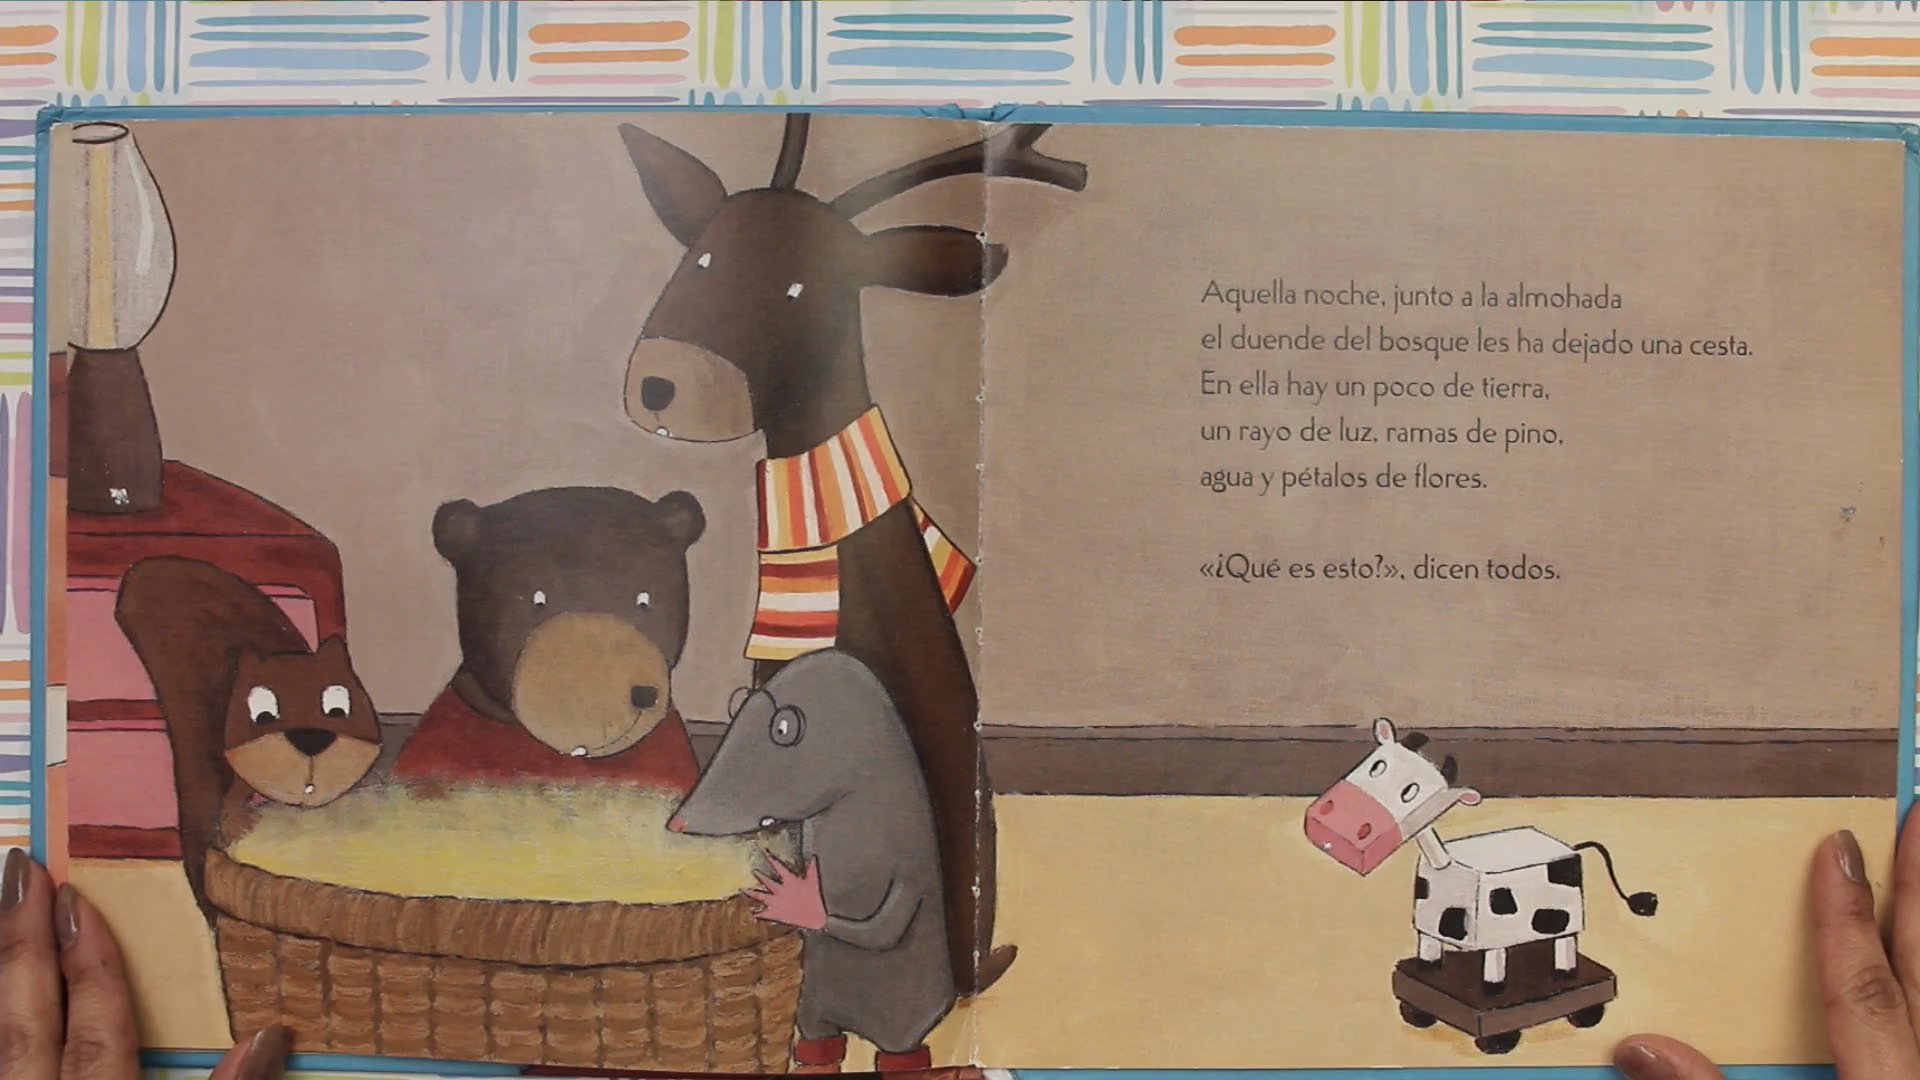 Aquella noche, junto a la almohada
el duende del bosque les ha dejado una cesta.
En ella hay un poco de tierra,
un rayo de luz, ramas de pino,
agua y pétalos de flores.
«¿Qué es esto?», dicen todos.